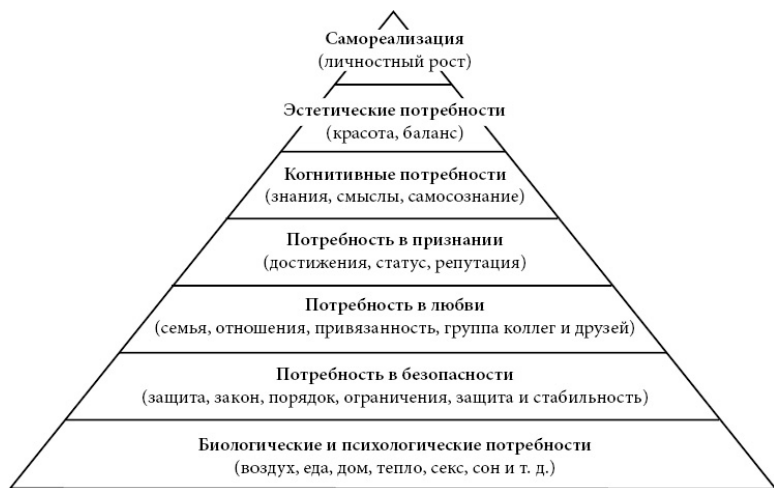 Самореализация
(личностный рост)
Эстетические потребности
(красота, баланс)
Когнитивные потребности
(знания, смыслы, самосознание)
Потребность в признании
(достижения, статус, репутация)
Потребность в любви
(семья, отношения, привязанность, группа коллег и друзей)
Потребность в безопасности
(защита, закон, порядок, ограничения, защита и стабильность)
Биологические и психологические потребности
(воздух, еда, дом, тепло, секс, сон и т. д.)